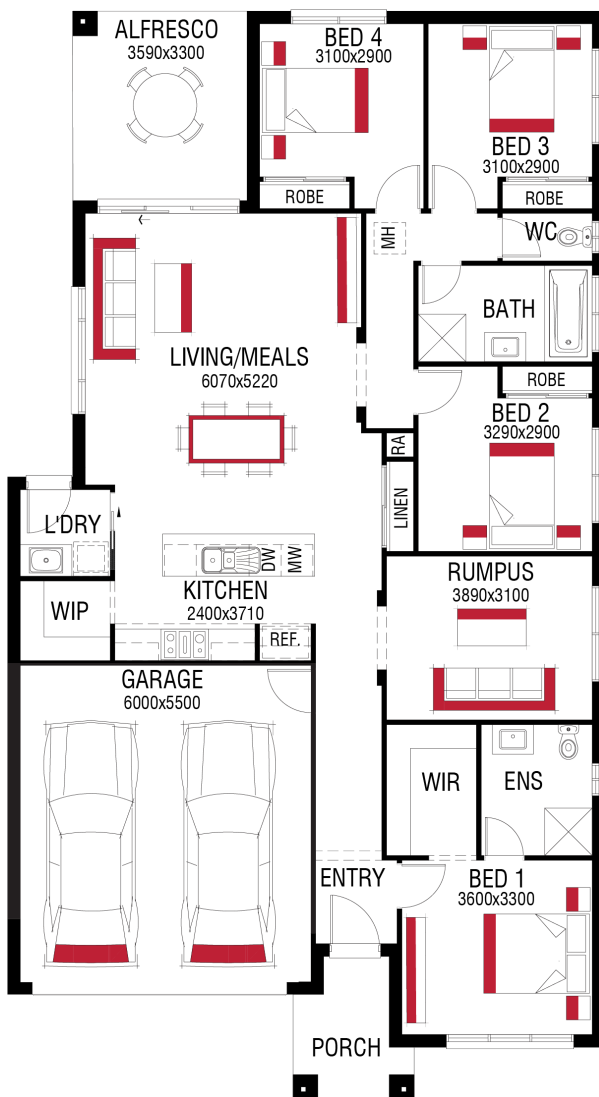 ALFRESCO
3590x3300
BED 4
3100x2900
BED 3
3100x2900
ROBE
ROBE
MH
WC
BATH
LIVING/MEALS
6070x5220
ROBE
BED 2
3290x2900
RA
LINEN
L'DRY
DW
MW
KITCHEN
2400x3710
WIP
REF.
RUMPUS
3890x3100
GARAGE
6000x5500
WIR
ENS
ENTRY
BED 1
3600x3300
PORCH